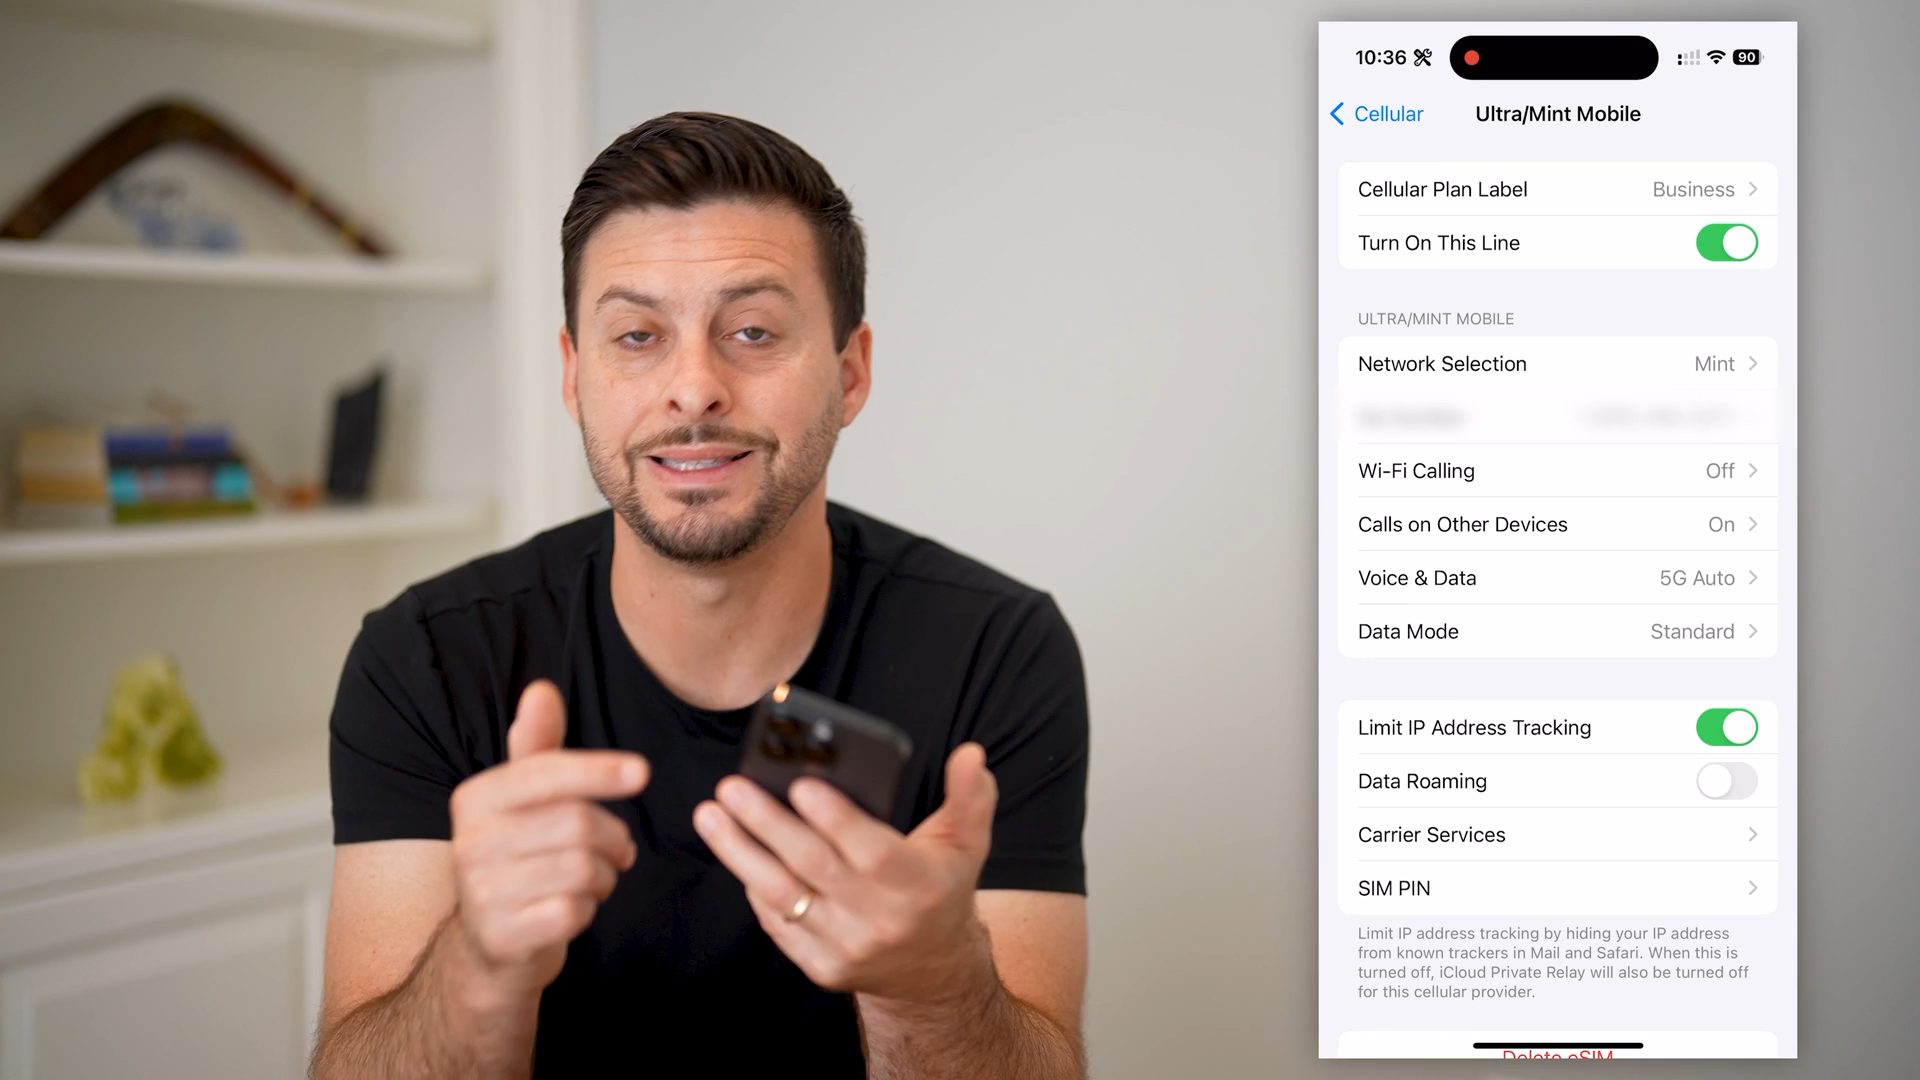 10:36
90
Cellular
Ultra/Mint Mobile
Cellular Plan Label
Business
Turn On This Line
ULTRA/MINT MOBILE
Network Selection
Mint
Wi-Fi Calling
Off
Calls on Other Devices
On
Voice & Data
5G Auto
Data Mode
Standard
Limit IP Address Tracking
Data Roaming
Carrier Services
SIM PIN
Limit IP address tracking by hiding your IP address
from known trackers in Mail and Safari. When this is
turned off, iCloud Private Relay will also be turned off
for this cellular provider.
Delete eSIM